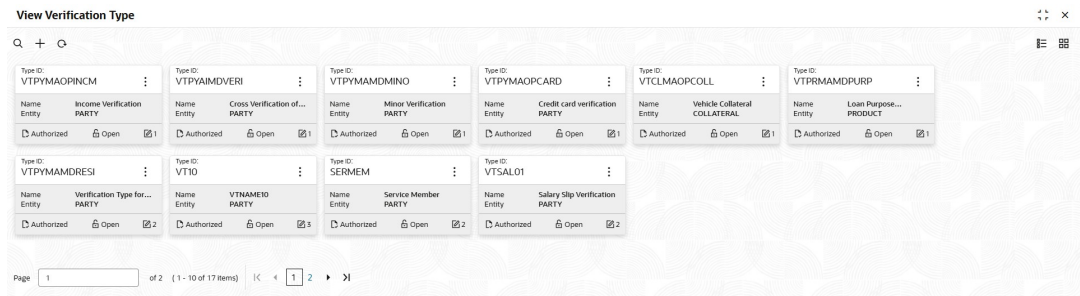 View Verification Type
Type ID:
VTPYMAOPINCM
Name Income Verification
Entity PARTY
Authorized Open 1
Type ID:
VTPYAIMDVERI
Name Cross Verification of...
Entity PARTY
Authorized Open 1
Type ID:
VTPYMAMDMINO
Name Minor Verification
Entity PARTY
Authorized Open 1
Type ID:
VTPYMAOPCARD
Name Credit card verification
Entity PARTY
Authorized Open 1
Type ID:
VTCLMAOPCOLL
Name Vehicle Collateral
Entity COLLATERAL
Authorized Open 1
Type ID:
VTPRMAMDPURP
Name Loan Purpose...
Entity PRODUCT
Authorized Open 1
Type ID:
VTPYMAMDRESI
Name Verification Type for...
Entity PARTY
Authorized Open 2
Type ID:
VT10
Name VTNAME10
Entity PARTY
Authorized Open 3
Type ID:
SERMEM
Name Service Member
Entity PARTY
Authorized Open 2
Type ID:
VTSAL01
Name Salary Slip Verification
Entity PARTY
Authorized Open 2
Page 1 of 2 ( 1 - 10 of 17 items) 1 2